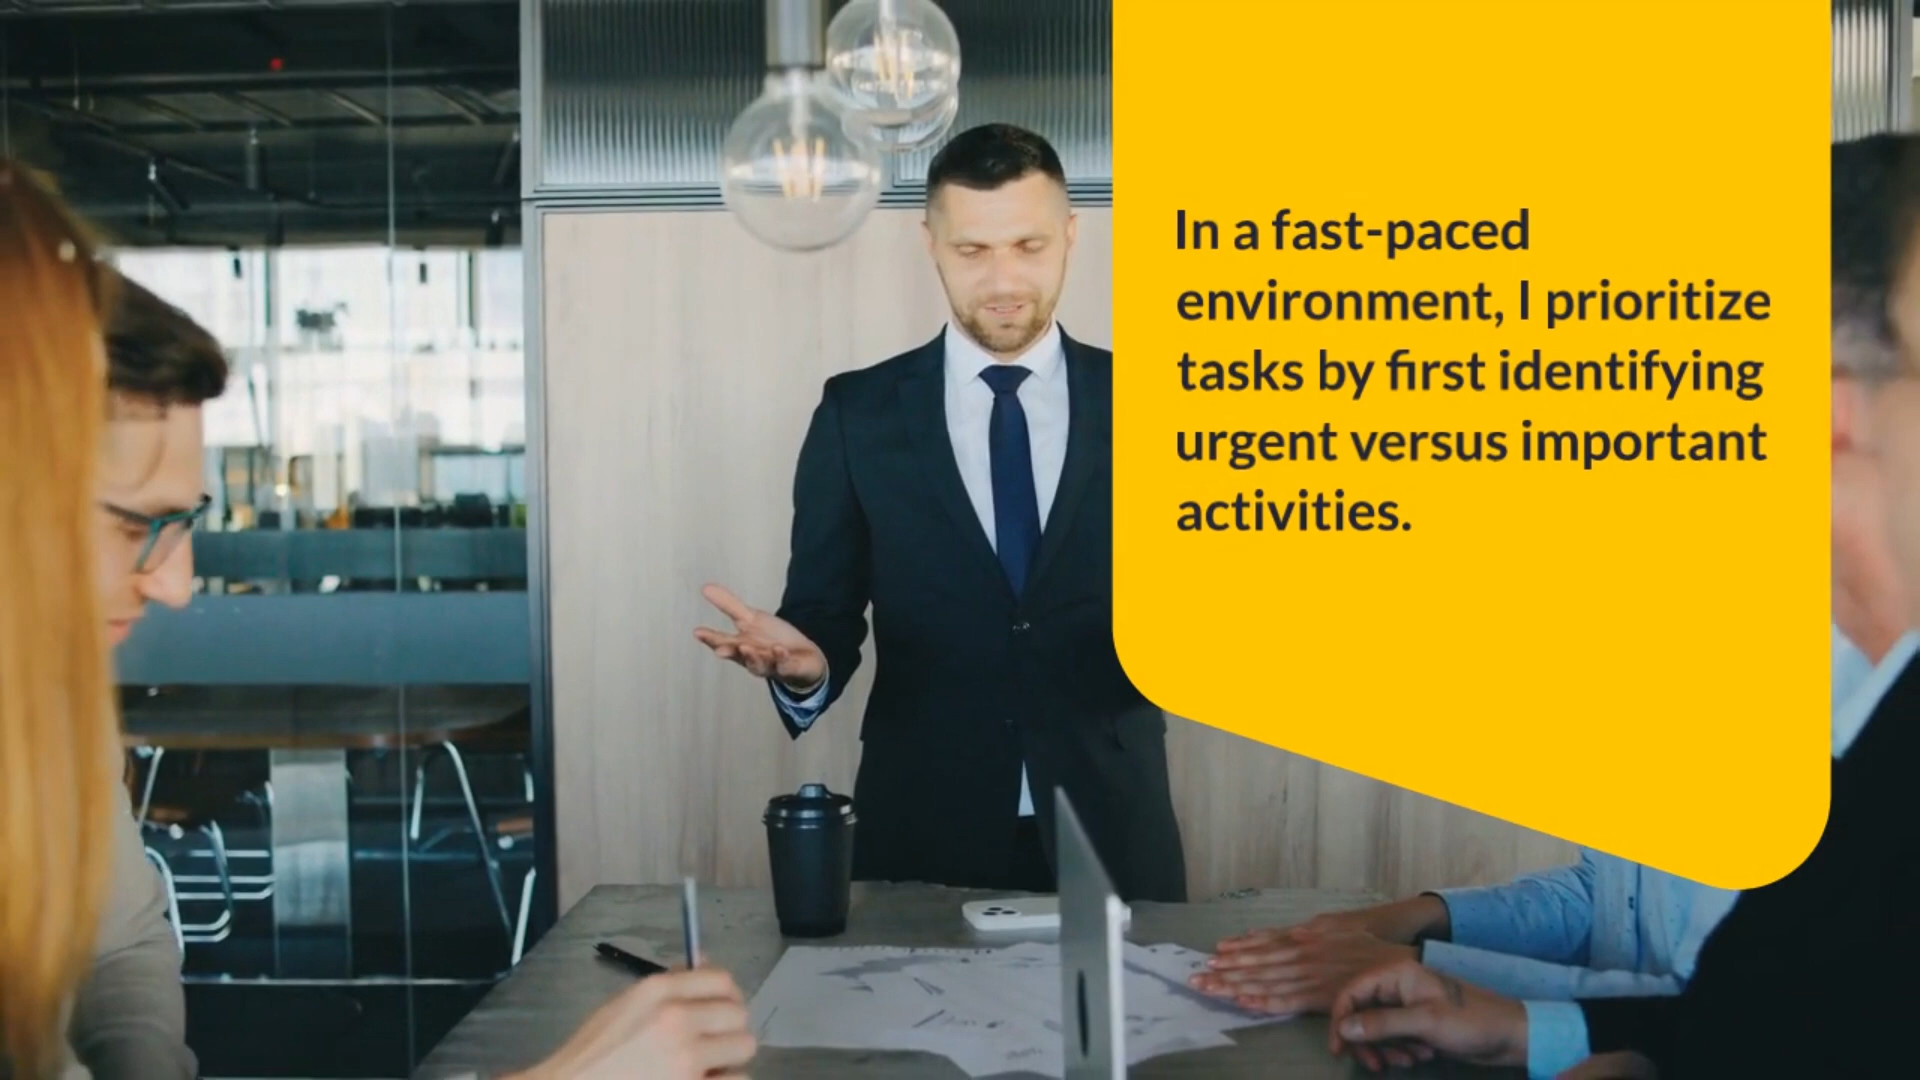 In a fast-paced
environment, I prioritize
tasks by first identifying
urgent versus important
activities.